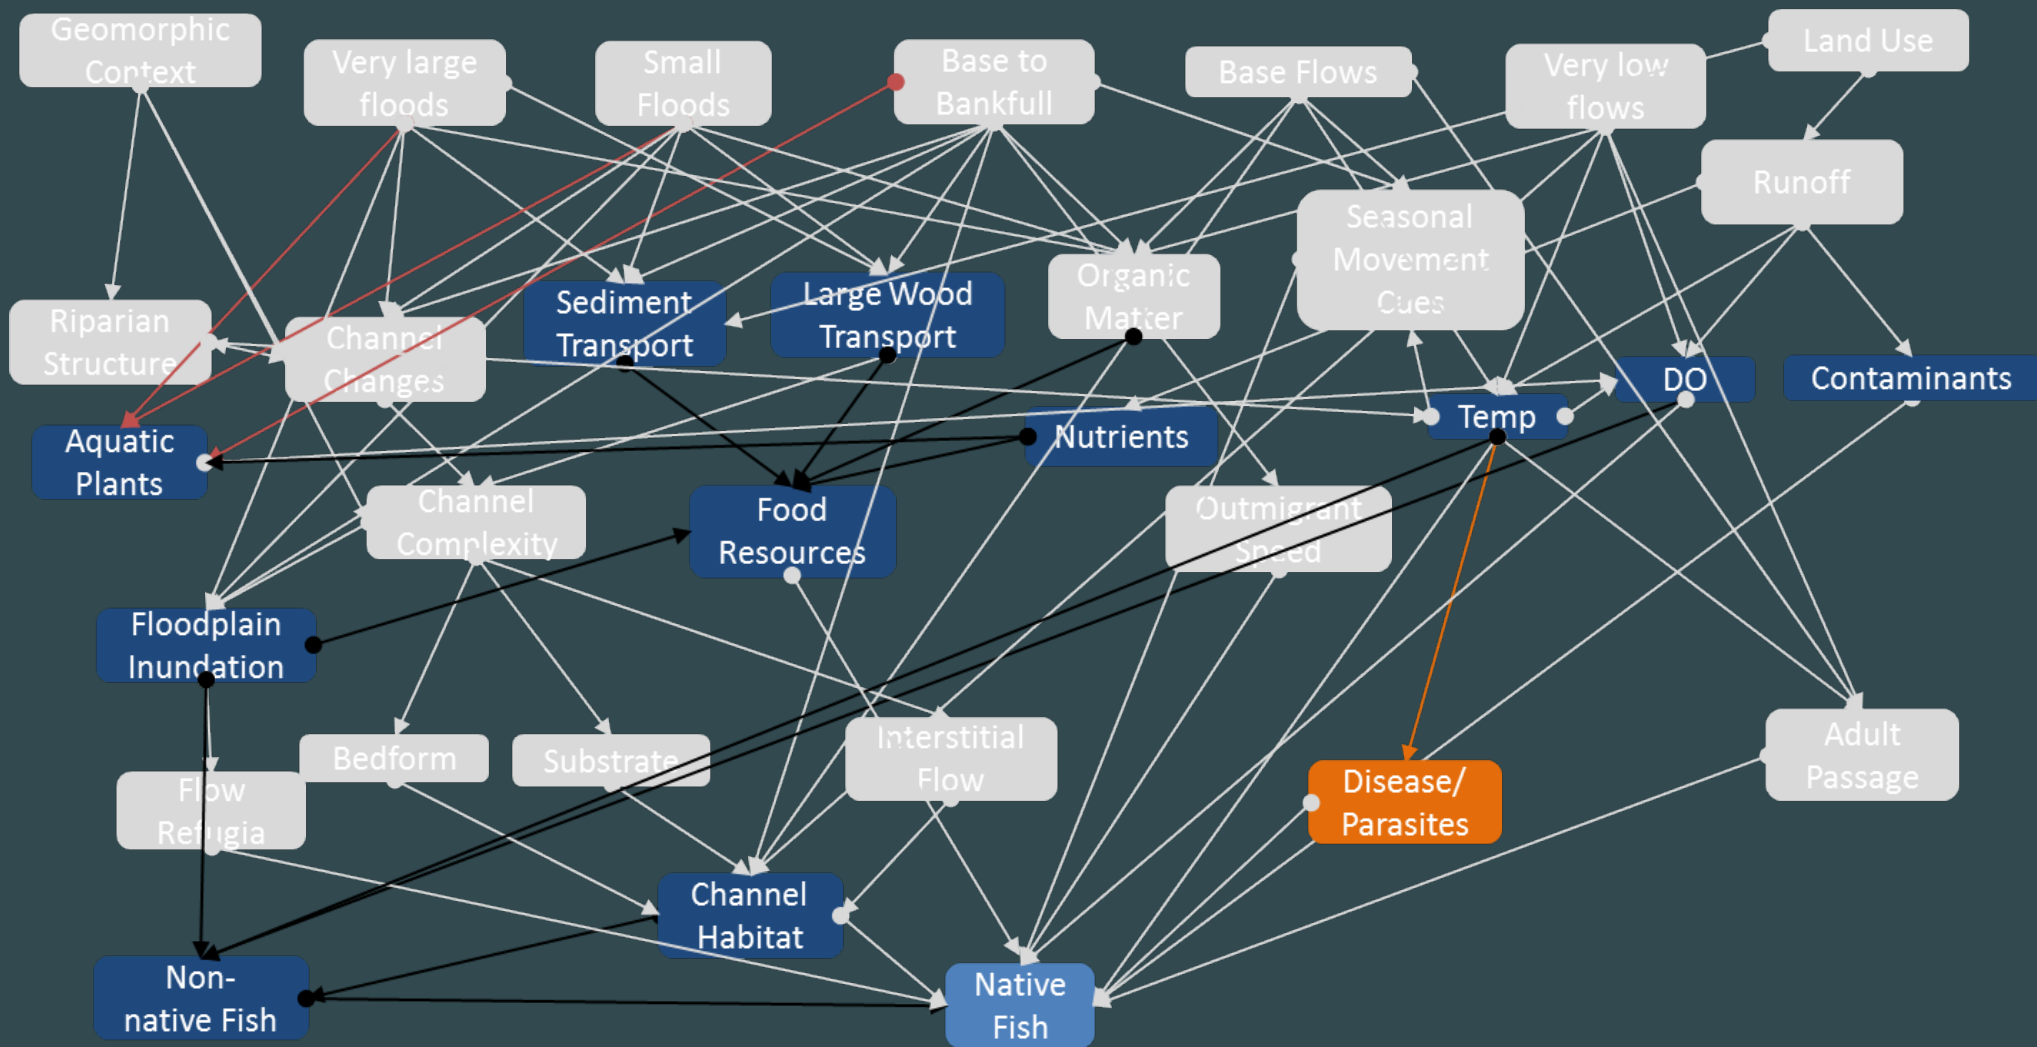 Geomorphic
Context
Very large
floods
Small
Floods
Base to
Bankfull
Base Flows
Very low
flows
Land Use
Runoff
Seasonal
Movement
Cues
Organic
Matter
Sediment
Transport
Large Wood
Transport
Riparian
Structure
Channel
Changes
DO
Contaminants
Temp
Nutrients
Aquatic
Plants
Channel
Complexity
Food
Resources
Outmigrant
Speed
Floodplain
Inundation
Bedform
Substrate
Interstitial
Flow
Adult
Passage
Flow
Refugia
Disease/
Parasites
Channel
Habitat
Non-
native Fish
Native
Fish